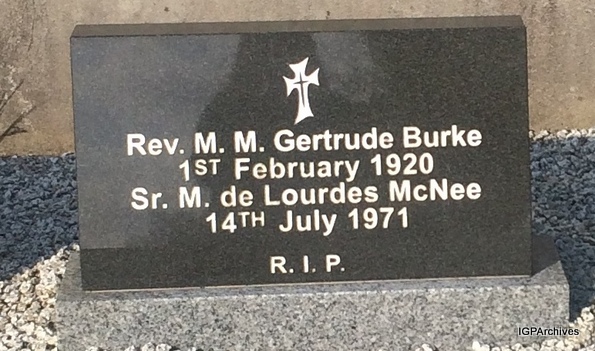 Rev. M. M. Gertrude Burke
1ST February 1920
Sr. M. de Lourdes McNee
14TH July 1971
R. I. P.
IGPArchives